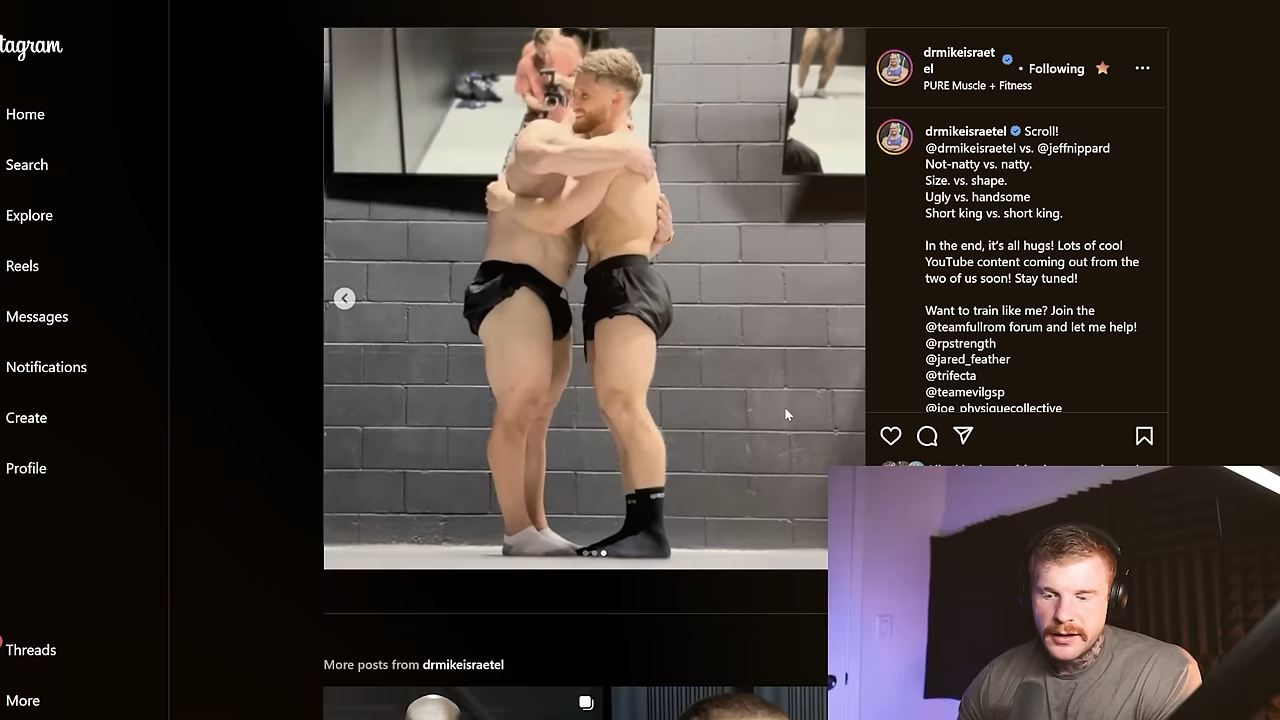 tagram
Home
Search
Explore
Reels
Messages
Notifications
Create
Profile
Threads
More
drmikeisraet
el • Following
PURE Muscle + Fitness
drmikeisraetel Scroll!
@drmikeisraetel vs. @jeffnippard
Not-natty vs. natty.
Size. vs. shape.
Ugly vs. handsome
Short king vs. short king.
In the end, it's all hugs! Lots of cool
YouTube content coming out from the
two of us soon! Stay tuned!
Want to train like me? Join the
@teamfullrom forum and let me help!
@rpstrength
@jared_feather
@trifecta
@teamevilgsp
@joe_physiquecollective
More posts from drmikeisraetel